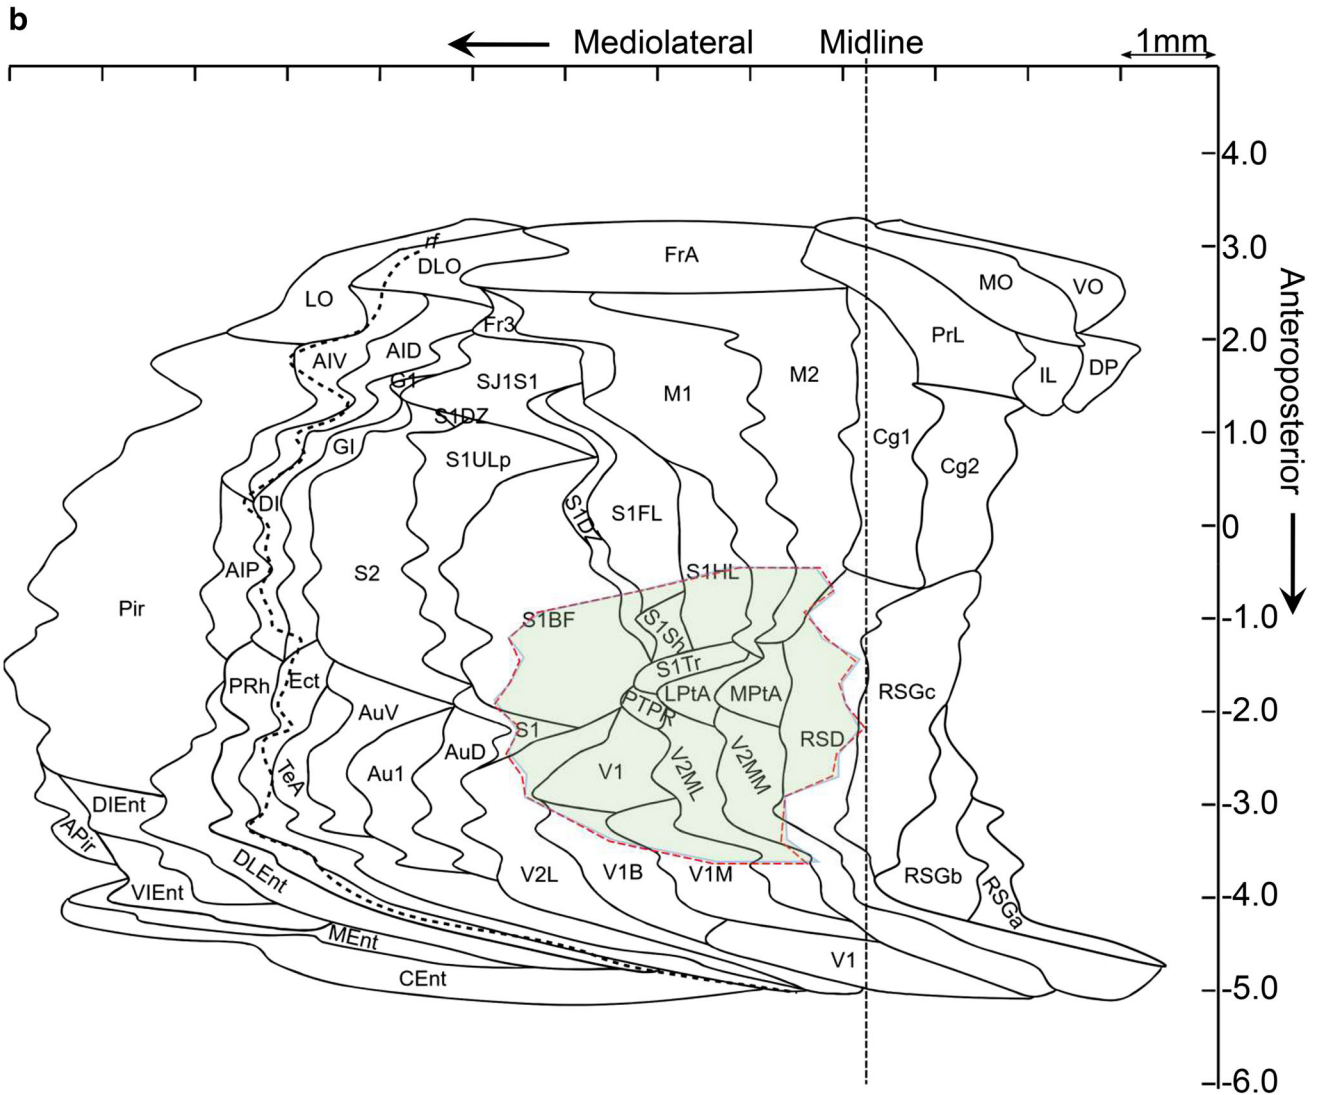 b
Mediolateral Midline 1mm
4.0
3.0
2.0
1.0
0
-1.0
-2.0
-3.0
-4.0
-5.0
-6.0
Anteroposterior
rf
DLO
FrA
LO
MO
VO
Fr3
PrL
AIV
AID
G1
SJ1S1
M1
M2
IL
DP
S1DZ
GI
S1ULp
Cg1
Cg2
DI
S1DZ
S1FL
AIP
S2
S1HL
Pir
S1BF
S1Sh
S1Tr
PRh
Ect
LPtA
MPtA
RSGc
AuV
PTPR
S1
RSD
AuD
TeA
Au1
V1
V2ML
V2MM
DIEnt
APir
DLEnt
V2L
V1B
V1M
RSGb
RSGa
VIEnt
MEnt
V1
CEnt